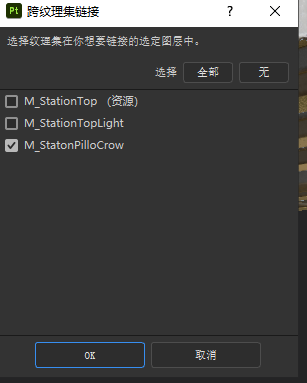 Pt 跨纹理集链接 ? ×
选择纹理集在你想要链接的选定图层中。
选择 全部 无
M_StationTop (资源)
M_StationTopLight
M_StatonPilloCrow
OK 取消